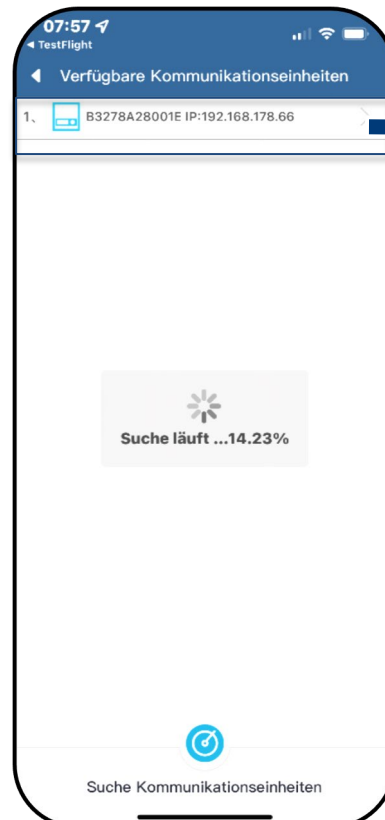 07:57
◀ TestFlight
Verfügbare Kommunikationseinheiten
1、 B3278A28001E IP:192.168.178.66
Suche läuft ...14.23%
Suche Kommunikationseinheiten